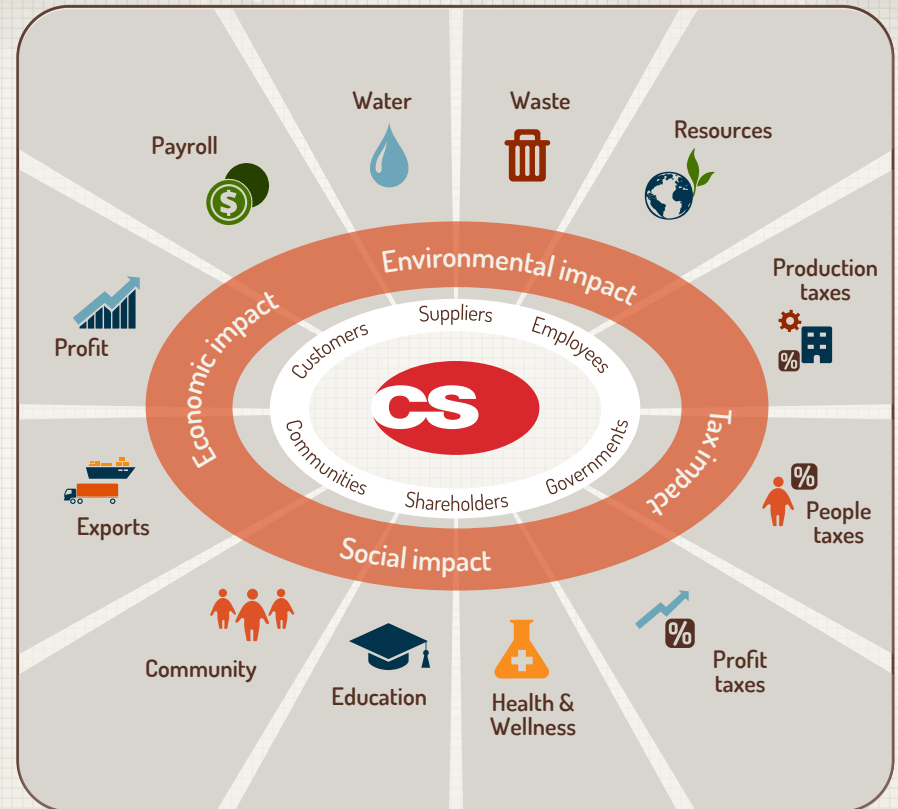 Water
Waste
Resources
Payroll
$
Production
taxes
%
Profit
Environmental impact
Economic impact
Tax impact
Social impact
Suppliers
Customers
Employees
CS
Communities
Shareholders
Governments
Exports
%
People
taxes
Community
Education
Health &
Wellness
%
Profit
taxes